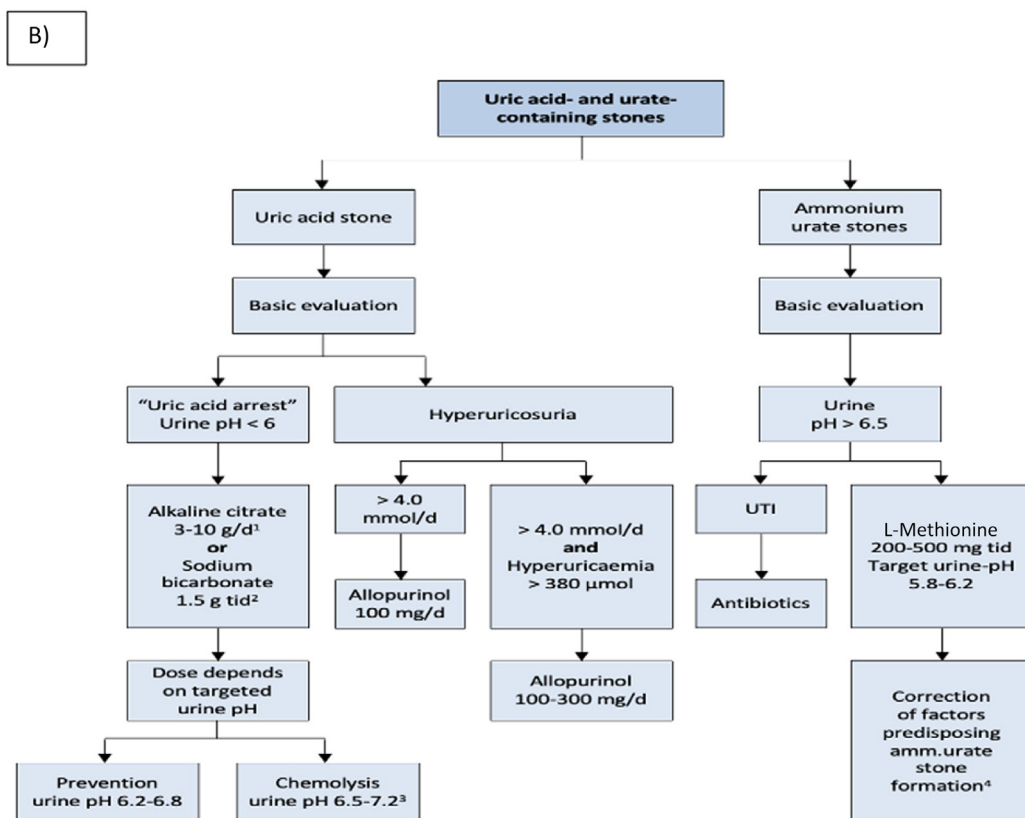 B)
Uric acid- and urate-
containing stones
Uric acid stone
Ammonium
urate stones
Basic evaluation
Basic evaluation
“Uric acid arrest”
Urine pH < 6
Hyperuricosuria
Urine
pH > 6.5
Alkaline citrate
3-10 g/d¹
or
Sodium
bicarbonate
1.5 g tid²
> 4.0
mmol/d
> 4.0 mmol/d
and
Hyperuricaemia
> 380 µmol
UTI
L-Methionine
200-500 mg tid
Target urine-pH
5.8-6.2
Allopurinol
100 mg/d
Antibiotics
Dose depends
on targeted
urine pH
Allopurinol
100-300 mg/d
Correction
of factors
predisposing
amm.urate
stone
formation⁴
Prevention
urine pH 6.2-6.8
Chemolysis
urine pH 6.5-7.2³